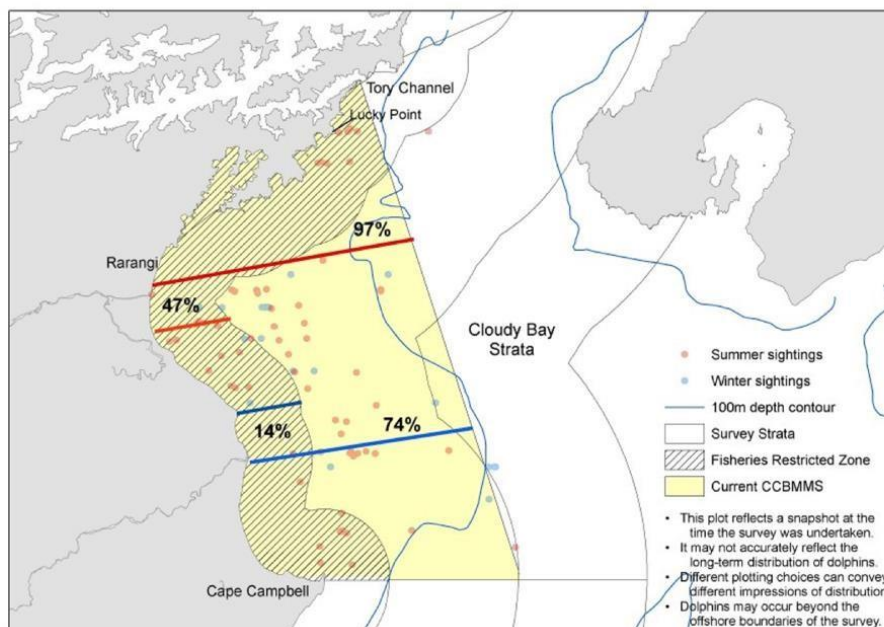 Tory Channel
Lucky Point
97%
Rarangi
47%
Cloudy Bay
Strata
74%
14%
Cape Campbell
Summer sightings
Winter sightings
100m depth contour
Survey Strata
Fisheries Restricted Zone
Current CCBMMS
• This plot reflects a snapshot at the
time the survey was undertaken.
• It may not accurately reflect the
long-term distribution of dolphins.
• Different plotting choices can convey
different impressions of distribution
• Dolphins may occur beyond the
offshore boundaries of the survey.